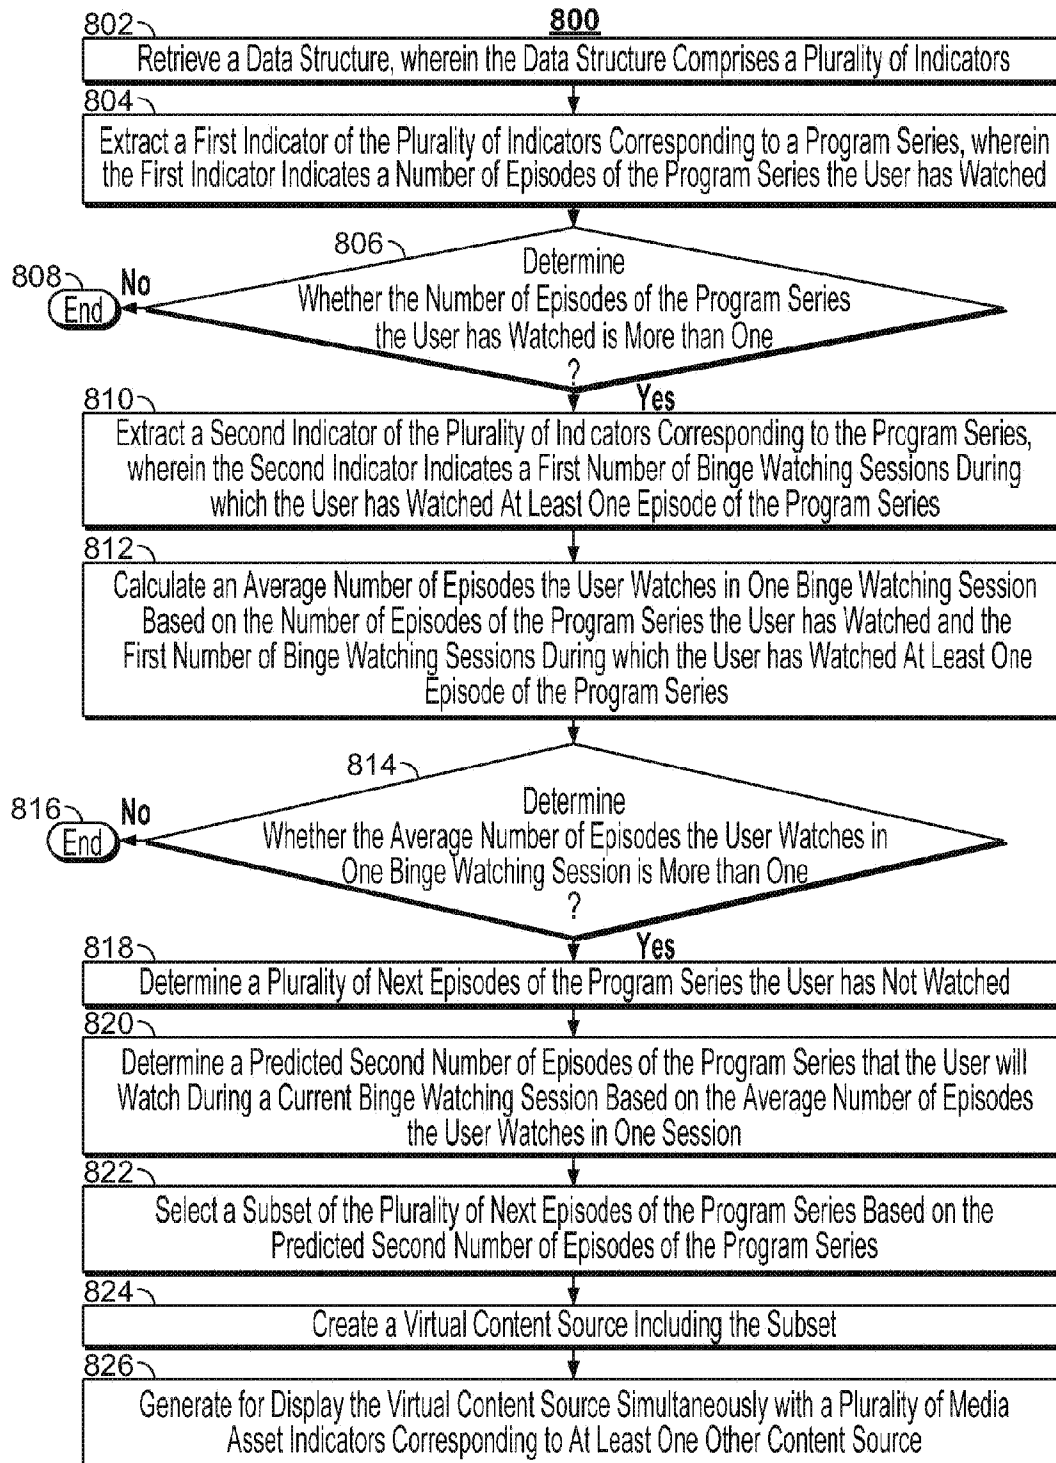 800
802
Retrieve a Data Structure, wherein the Data Structure Comprises a Plurality of Indicators
804
Extract a First Indicator of the Plurality of Indicators Corresponding to a Program Series, wherein
the First Indicator Indicates a Number of Episodes of the Program Series the User has Watched
806
Determine
Whether the Number of Episodes of the Program Series
the User has Watched is More than One
?
808
No
End
Yes
810
Extract a Second Indicator of the Plurality of Ind cators Corresponding to the Program Series,
wherein the Second Indicator Indicates a First Number of Binge Watching Sessions During
which the User has Watched At Least One Episode of the Program Series
812
Calculate an Average Number of Episodes the User Watches in One Binge Watching Session
Based on the Number of Episodes of the Program Series the User has Watched and the
First Number of Binge Watching Sessions During which the User has Watched At Least One
Episode of the Program Series
814
Determine
Whether the Average Number of Episodes the User Watches in
One Binge Watching Session is More than One
?
816
No
End
Yes
818
Determine a Plurality of Next Episodes of the Program Series the User has Not Watched
820
Determine a Predicted Second Number of Episodes of the Program Series that the User will
Watch During a Current Binge Watching Session Based on the Average Number of Episodes
the User Watches in One Session
822
Select a Subset of the Plurality of Next Episodes of the Program Series Based on the
Predicted Second Number of Episodes of the Program Series
824
Create a Virtual Content Source Including the Subset
826
Generate for Display the Virtual Content Source Simultaneously with a Plurality of Media
Asset Indicators Corresponding to At Least One Other Content Source